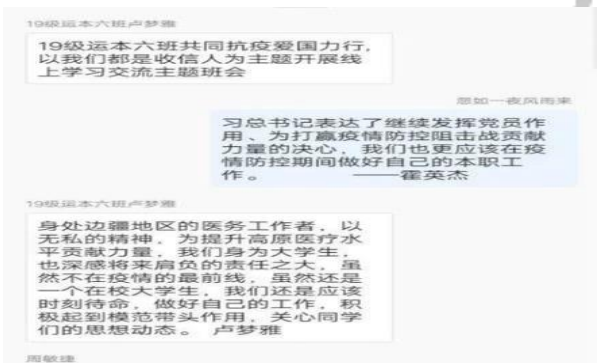 19级运本六班卢梦雅
19级运本六班共同抗疫爱国力行,
以我们都是收信人为主题开展线
上学习交流主题班会
忽如一夜风雨来
习总书记表达了继续发挥党员作
用、为打赢疫情防控阻击战贡献
力量的决心，我们也更应该在疫
情防控期间做好自己的本职工
作。 ——霍英杰
19级运本六班卢梦雅
身处边疆地区的医务工作者，以
无私的精神，为提升高原医疗水
平贡献力量，我们身为大学生，
也深感将来肩负的责任之大，虽
然不在疫情的最前线，虽然还是
一个在校大学生，我们还是应该
时刻待命，做好自己的工作，积
极起到模范带头作用，关心同学
们的思想动态。 卢梦雅
周敏捷